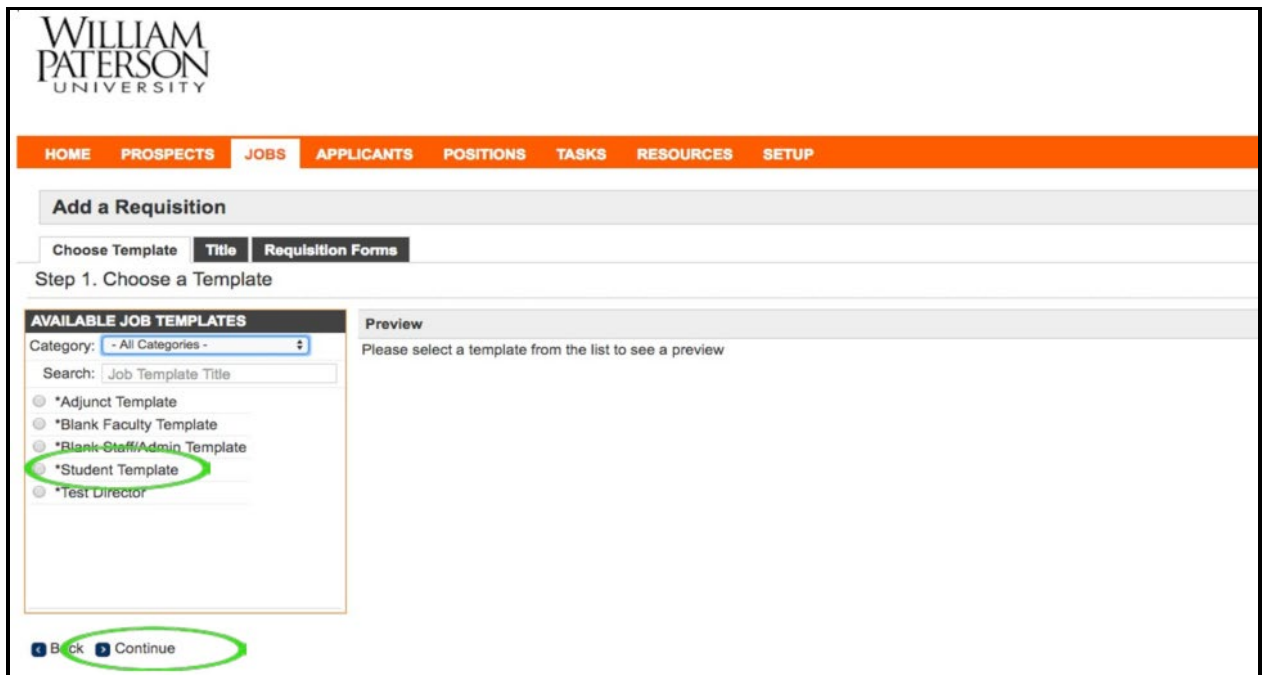 WILLIAM
PATERSON
UNIVERSITY
HOME PROSPECTS JOBS APPLICANTS POSITIONS TASKS RESOURCES SETUP
Add a Requisition
Choose Template Title Requisition Forms
Step 1. Choose a Template
AVAILABLE JOB TEMPLATES
Preview
Category: - All Categories -
Please select a template from the list to see a preview
Search: Job Template Title
*Adjunct Template
*Blank Faculty Template
*Blank Staff/Admin Template
*Student Template
*Test Director
Back Continue